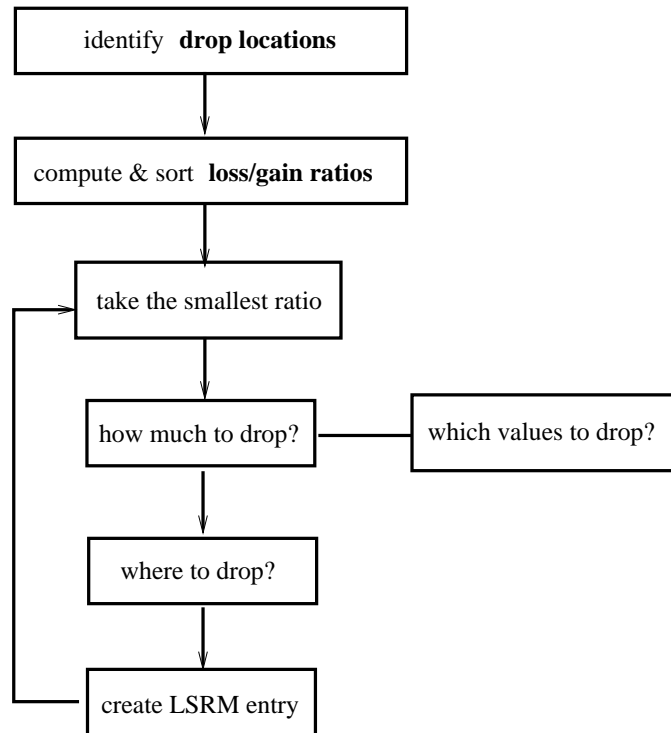 identify drop locations
compute & sort loss/gain ratios
take the smallest ratio
how much to drop?
which values to drop?
where to drop?
create LSRM entry